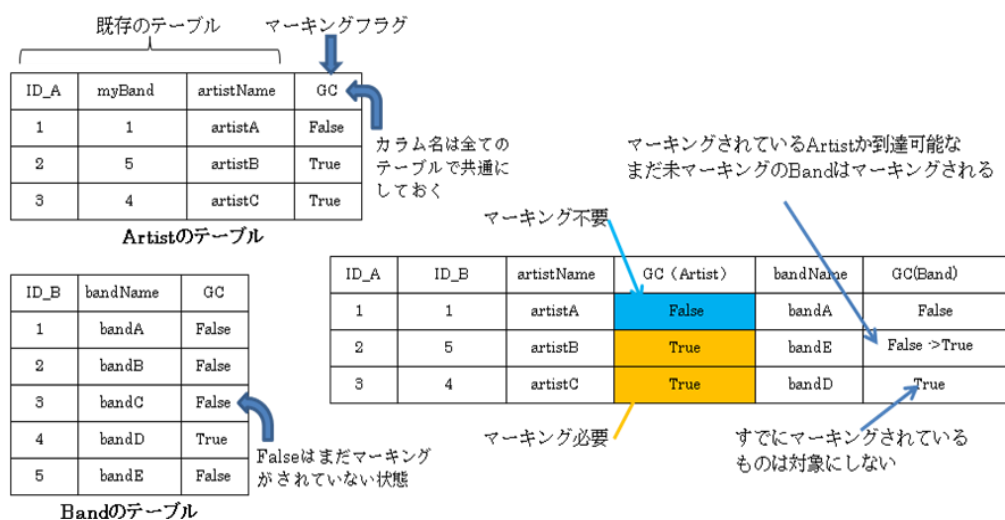 既存のテーブル
マーキングフラグ
ID_A myBand artistName GC
1 1 artistA False
2 5 artistB True
3 4 artistC True
Artistのテーブル
カラム名は全ての
テーブルで共通に
しておく
マーキングされているArtistか到達可能な
まだ未マーキングのBandはマーキングされる
マーキング不要
ID_B bandName GC
1 bandA False
2 bandB False
3 bandC False
4 bandD True
5 bandE False
Bandのテーブル
Falseはまだマーキング
がされていない状態
ID_A ID_B artistName GC（Artist） bandName GC(Band)
1 1 artistA False bandA False
2 5 artistB True bandE False ->True
3 4 artistC True bandD True
マーキング必要
すでにマーキングされている
ものは対象にしない